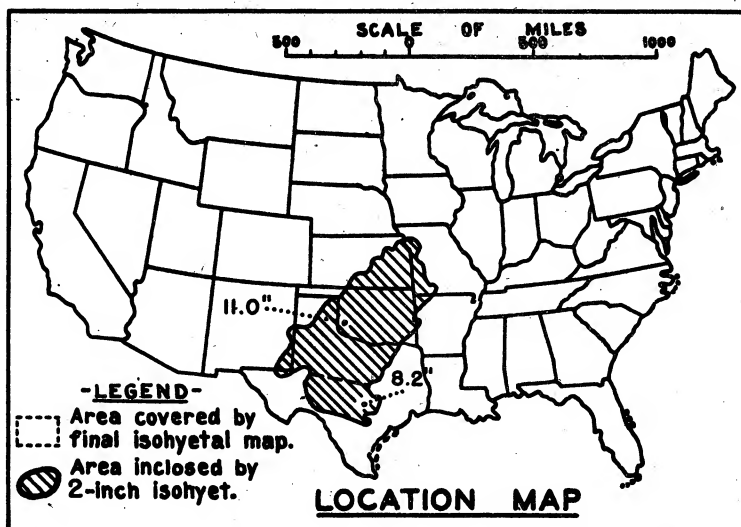 SCALE OF MILES
500 0 500 1000
11.0"
8.2"
-LEGEND-
Area covered by
final isohyetal map.
Area inclosed by
2-inch isohyet.
LOCATION MAP